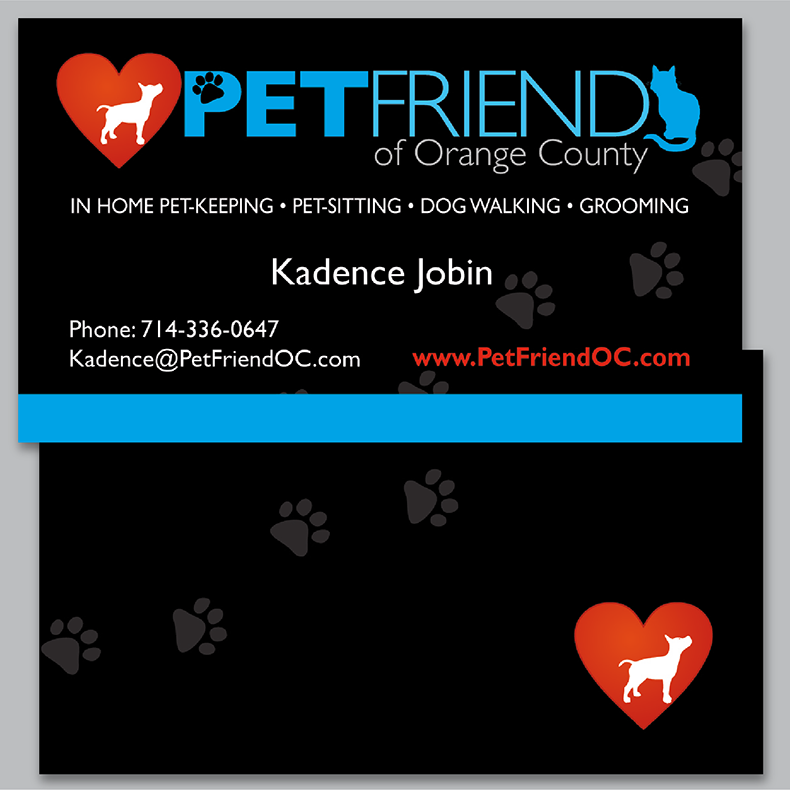 PETFRIEND
of Orange County
IN HOME PET-KEEPING • PET-SITTING • DOG WALKING • GROOMING
Kadence Jobin
Phone: 714-336-0647
Kadence@PetFriendOC.com
www.PetFriendOC.com